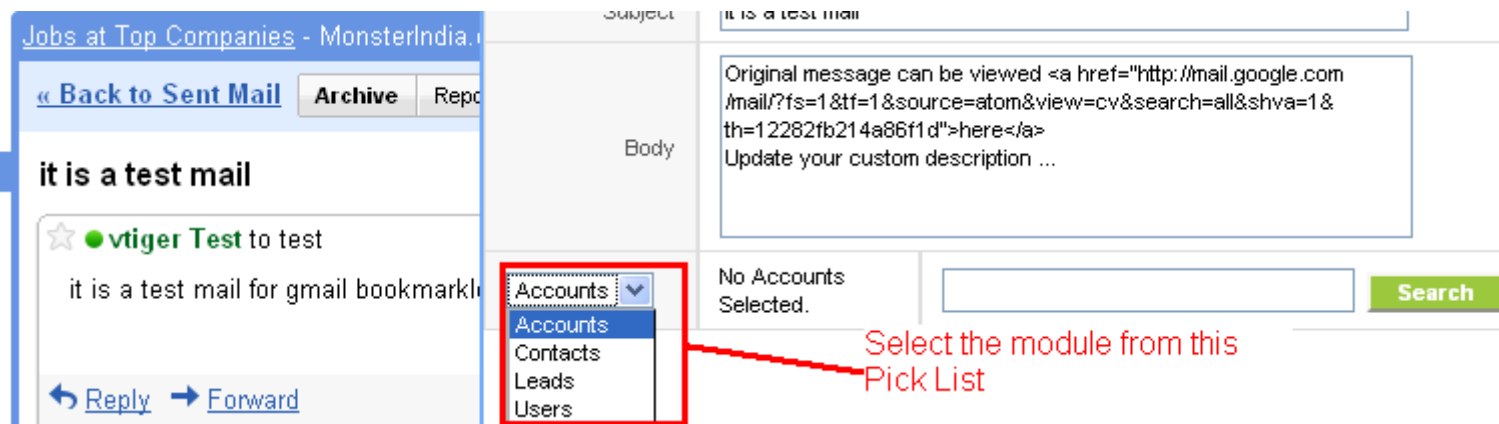 Jobs at Top Companies - MonsterIndia.
« Back to Sent Mail Archive Repo
it is a test mail
vtiger Test to test
it is a test mail for gmail bookmarkl
Reply Forward
Subject it is a test mail
Body
Original message can be viewed <a href="http://mail.google.com
/mail/?fs=1&tf=1&source=atom&view=cv&search=all&shva=1&
th=12282fb214a86f1d">here</a>
Update your custom description ...
Accounts
No Accounts
Selected.
Search
Accounts
Contacts
Leads
Users
Select the module from this
Pick List